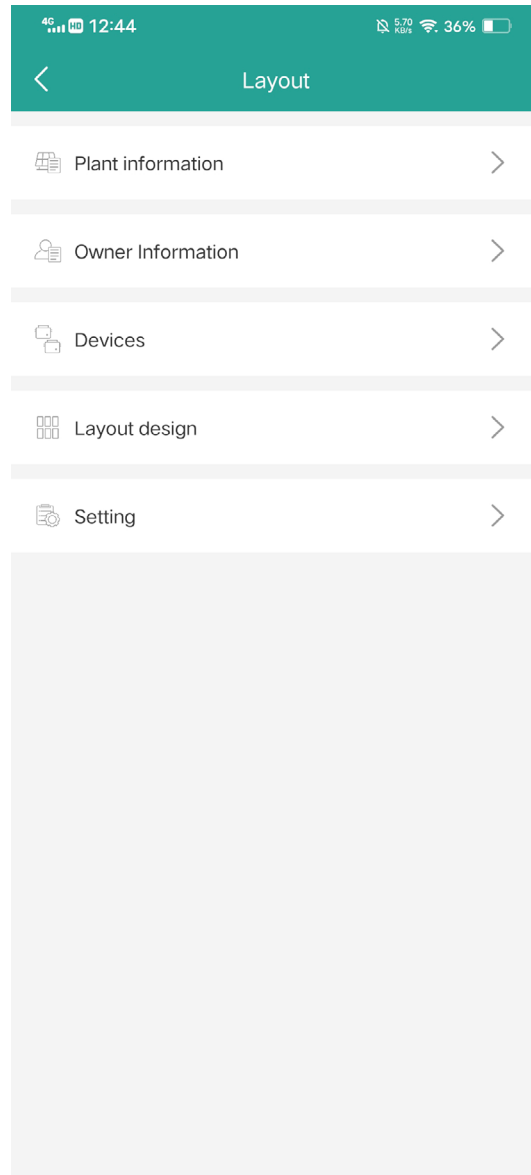 4G HD 12:44 5.70 KB/s 36%
Layout
Plant information
Owner Information
Devices
Layout design
Setting